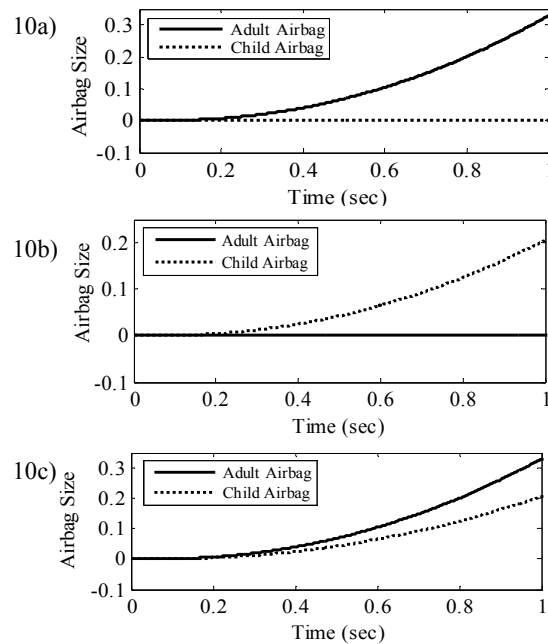 10a)
Airbag Size
0.3
0.2
0.1
0
-0.1
Adult Airbag
Child Airbag
0 0.2 0.4 0.6 0.8 1
Time (sec)
10b)
Airbag Size
0.2
0.1
0
-0.1
Adult Airbag
Child Airbag
0 0.2 0.4 0.6 0.8 1
Time (sec)
10c)
Airbag Size
0.3
0.2
0.1
0
-0.1
Adult Airbag
Child Airbag
0 0.2 0.4 0.6 0.8 1
Time (sec)